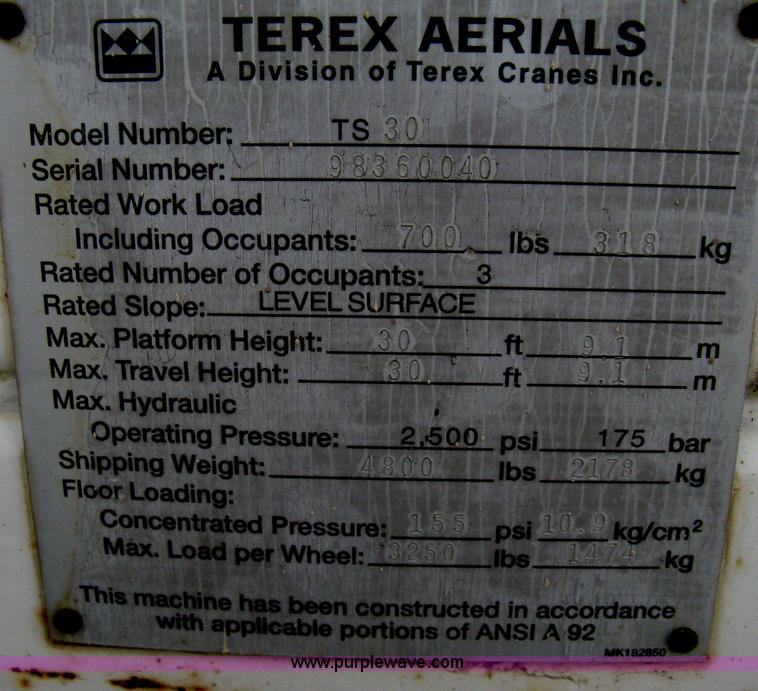 TEREX AERIALS
A Division of Terex Cranes Inc.
Model Number: TS 30
Serial Number: 98360040
Rated Work Load
Including Occupants: 700 lbs 318 kg
Rated Number of Occupants: 3
Rated Slope: LEVEL SURFACE
Max. Platform Height: 30 ft 9.1 m
Max. Travel Height: 30 ft 9.1 m
Max. Hydraulic
Operating Pressure: 2,500 psi 175 bar
Shipping Weight: 4800 lbs 2178 kg
Floor Loading:
Concentrated Pressure: 155 psi 10.9 kg/cm²
Max. Load per Wheel: 3250 lbs 1474 kg
This machine has been constructed in accordance
with applicable portions of ANSI A 92
MK182850
www.purplewave.com